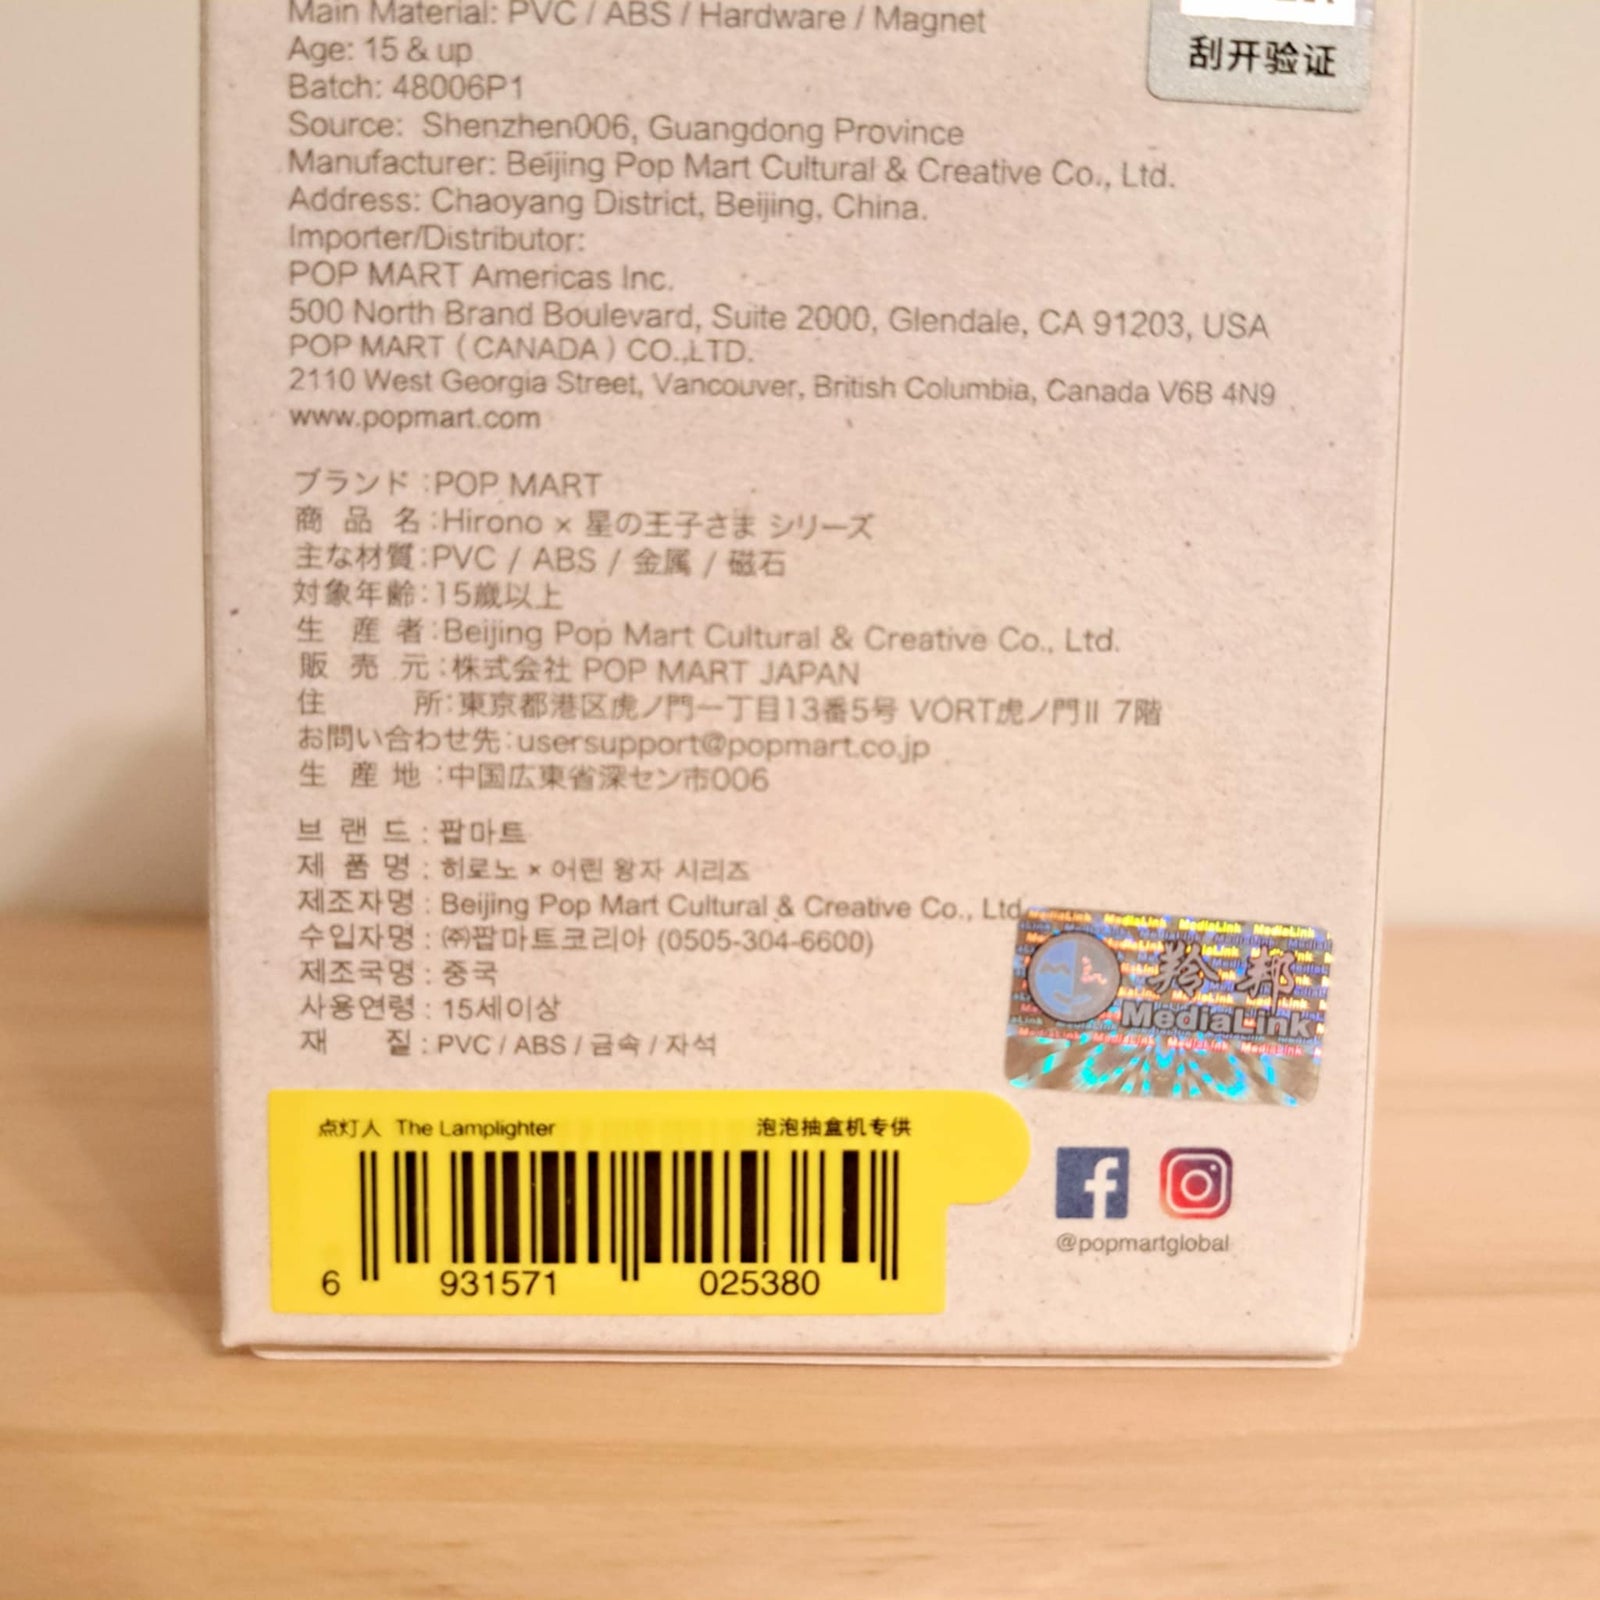 Main Material: PVC / ABS / Hardware / Magnet
Age: 15 & up
Batch: 48006P1
Source: Shenzhen006, Guangdong Province
Manufacturer: Beijing Pop Mart Cultural & Creative Co., Ltd.
Address: Chaoyang District, Beijing, China.
Importer/Distributor:
POP MART Americas Inc.
500 North Brand Boulevard, Suite 2000, Glendale, CA 91203, USA
POP MART ( CANADA ) CO.,LTD.
2110 West Georgia Street, Vancouver, British Columbia, Canada V6B 4N9
www.popmart.com
刮开验证
ブランド:POP MART
商品名:Hirono × 星の王子さま シリーズ
主な材質:PVC / ABS / 金属 / 磁石
対象年齢:15歳以上
生産者:Beijing Pop Mart Cultural & Creative Co., Ltd.
販売元:株式会社 POP MART JAPAN
住所:東京都港区虎ノ門一丁目13番5号 VORT虎ノ門II 7階
お問い合わせ先:usersupport@popmart.co.jp
生産地:中国広東省深セン市006
브랜드 : 팝마트
제품명 : 히로노 × 어린 왕자 시리즈
제조자명 : Beijing Pop Mart Cultural & Creative Co., Ltd
수입자명 : ㈜팝마트코리아 (0505-304-6600)
제조국명 : 중국
사용연령 : 15세이상
재질 : PVC / ABS / 금속 / 자석
羚邦
MediaLink
点灯人 The Lamplighter 泡泡抽盒机专供
6 931571 025380
@popmartglobal